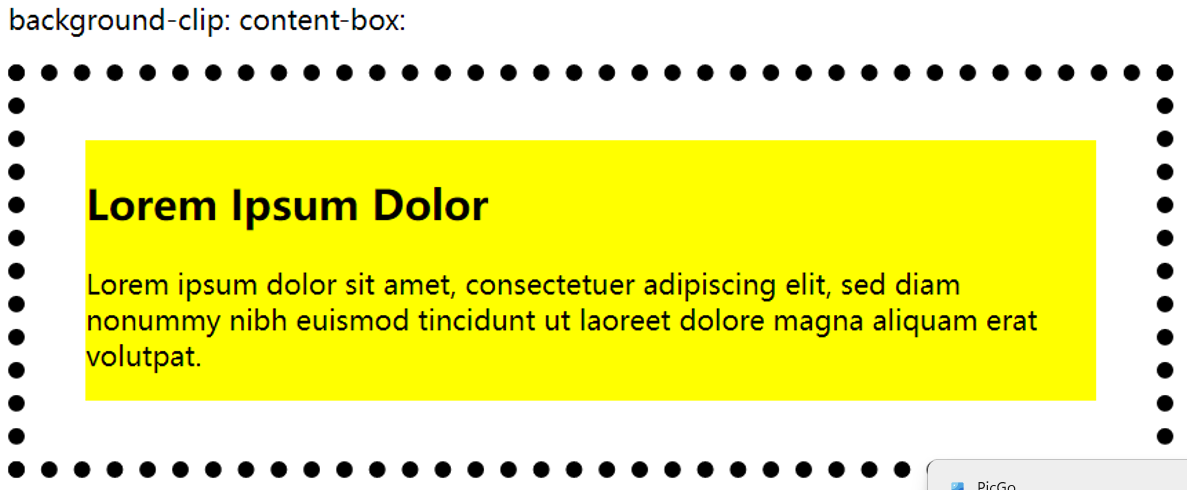 background-clip: content-box:
Lorem Ipsum Dolor
Lorem ipsum dolor sit amet, consectetuer adipiscing elit, sed diam
nonummy nibh euismod tincidunt ut laoreet dolore magna aliquam erat
volutpat.
PicGo